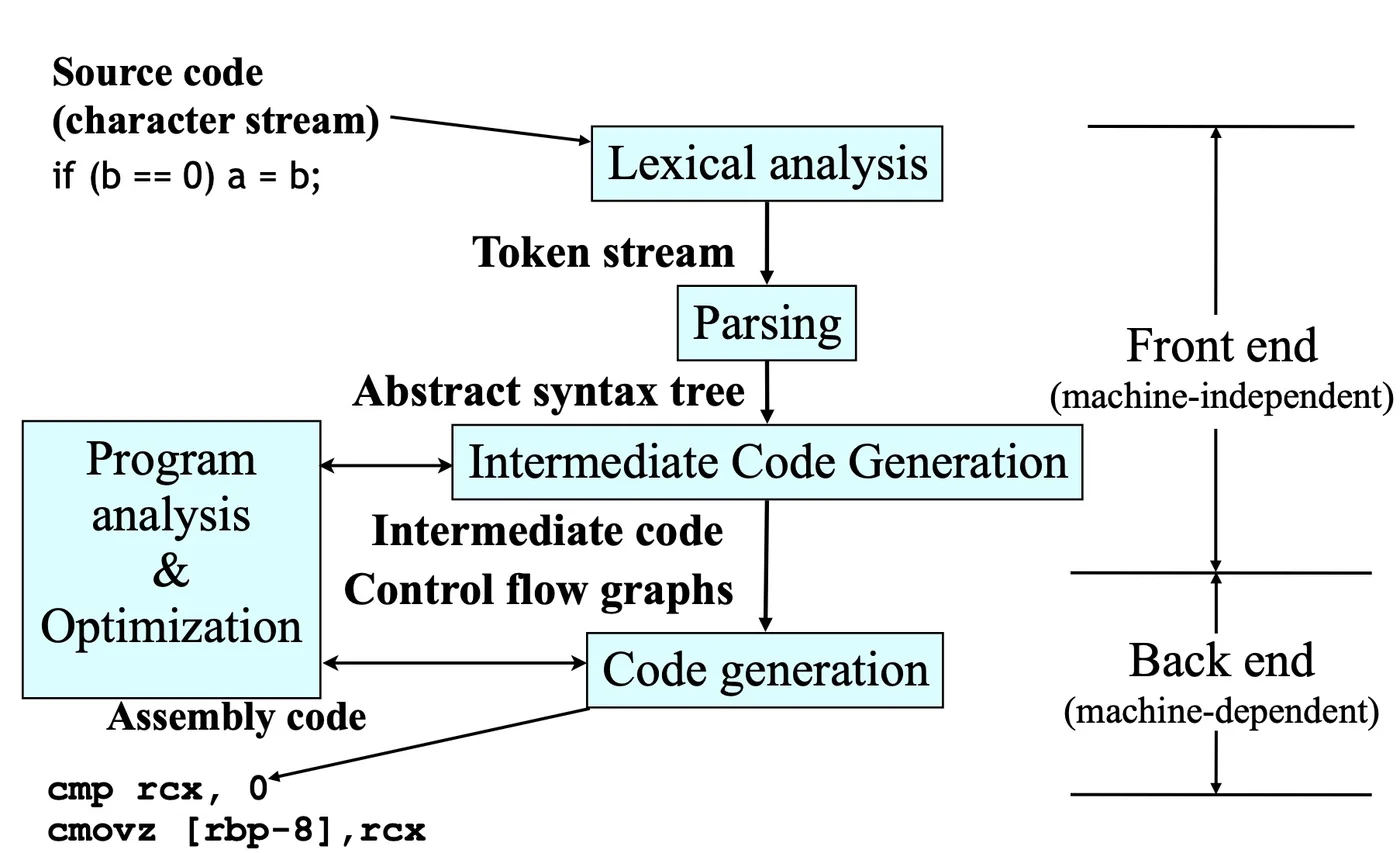 Source code
(character stream)
if (b == 0) a = b;
Lexical analysis
Token stream
Parsing
Abstract syntax tree
Front end
(machine-independent)
Program
analysis
&
Optimization
Intermediate Code Generation
Intermediate code
Control flow graphs
Code generation
Back end
(machine-dependent)
Assembly code
cmp rcx, 0
cmovz [rbp-8],rcx